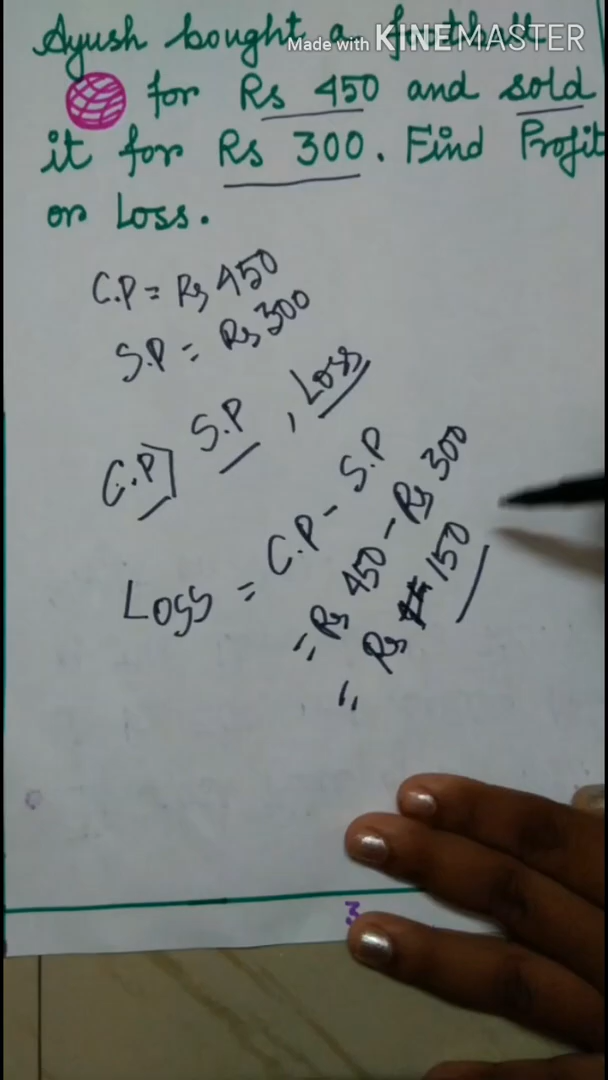 Ayush bought a football
for Rs 450 and sold
it for Rs 300. Find Profit
or Loss.
Made with KINEMASTER
C.P = Rs 450
S.P = Rs 300
C.P > S.P, Loss
Loss = C.P - S.P
= Rs 450 - Rs 300
= Rs 150
3